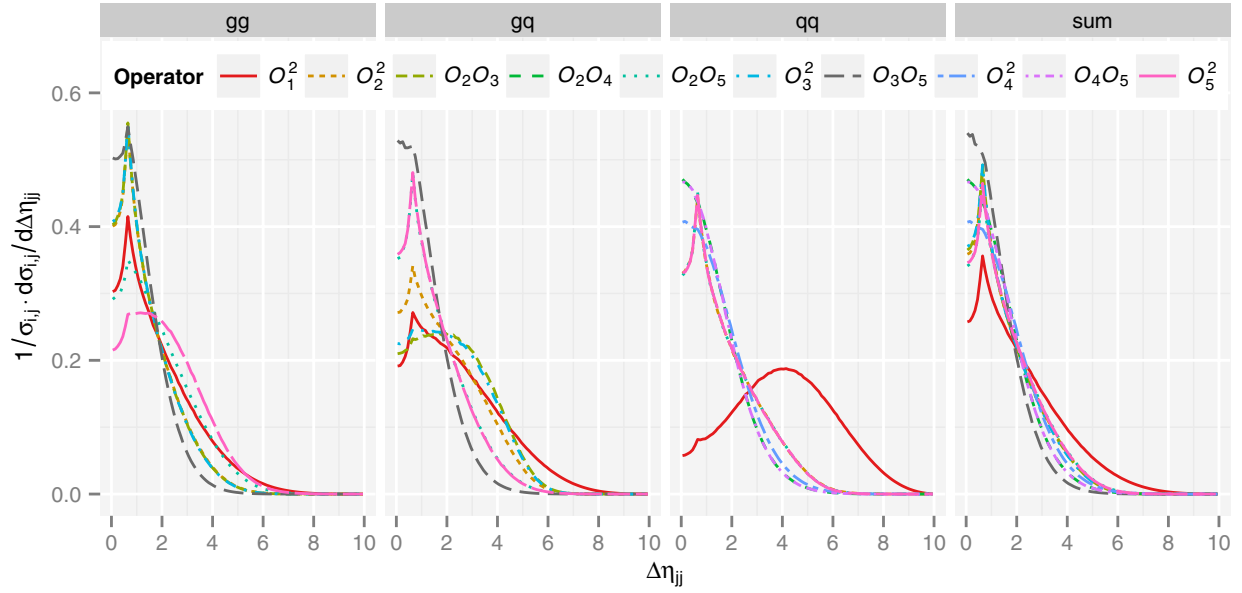 gg gq qq sum
Operator O₁² O₂² O₂O₃ O₂O₄ O₂O₅ O₃² O₃O₅ O₄² O₄O₅ O₅²
0.6
0.4
0.2
0.0
1/σᵢ,ⱼ · dσᵢ,ⱼ/dΔηⱼⱼ
0 2 4 6 8 10 0 2 4 6 8 10 0 2 4 6 8 10 0 2 4 6 8 10
Δηⱼⱼ